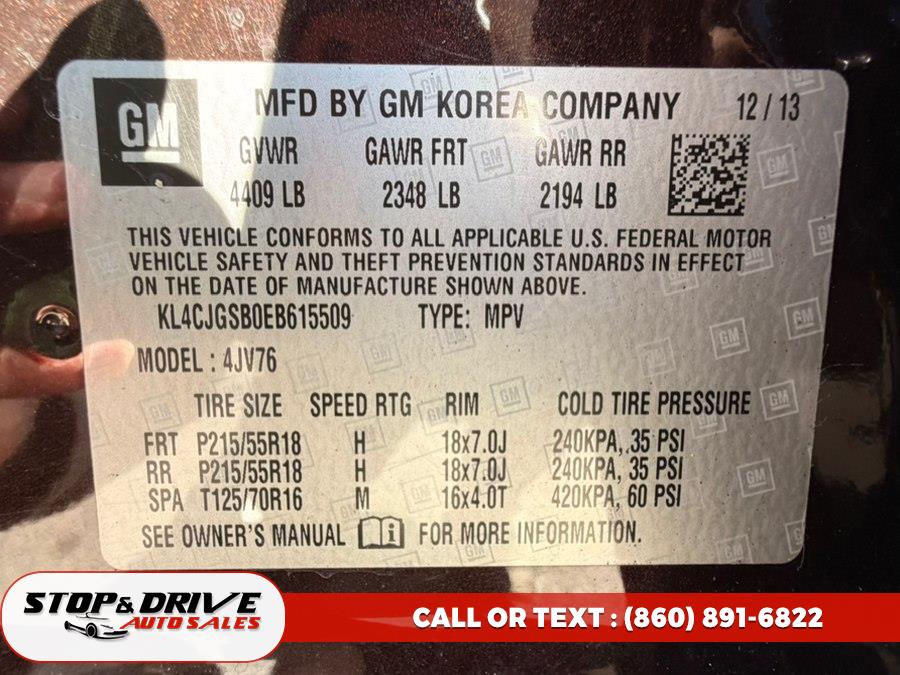 GM MFD BY GM KOREA COMPANY 12/13
GVWR GAWR FRT GAWR RR
4409 LB 2348 LB 2194 LB
THIS VEHICLE CONFORMS TO ALL APPLICABLE U.S. FEDERAL MOTOR
VEHICLE SAFETY AND THEFT PREVENTION STANDARDS IN EFFECT
ON THE DATE OF MANUFACTURE SHOWN ABOVE.
KL4CJGSB0EB615509 TYPE: MPV
MODEL : 4JV76
TIRE SIZE SPEED RTG RIM COLD TIRE PRESSURE
FRT P215/55R18 H 18x7.0J 240KPA, 35 PSI
RR P215/55R18 H 18x7.0J 240KPA, 35 PSI
SPA T125/70R16 M 16x4.0T 420KPA, 60 PSI
SEE OWNER'S MANUAL i FOR MORE INFORMATION.
STOP & DRIVE
AUTO SALES
CALL OR TEXT : (860) 891-6822